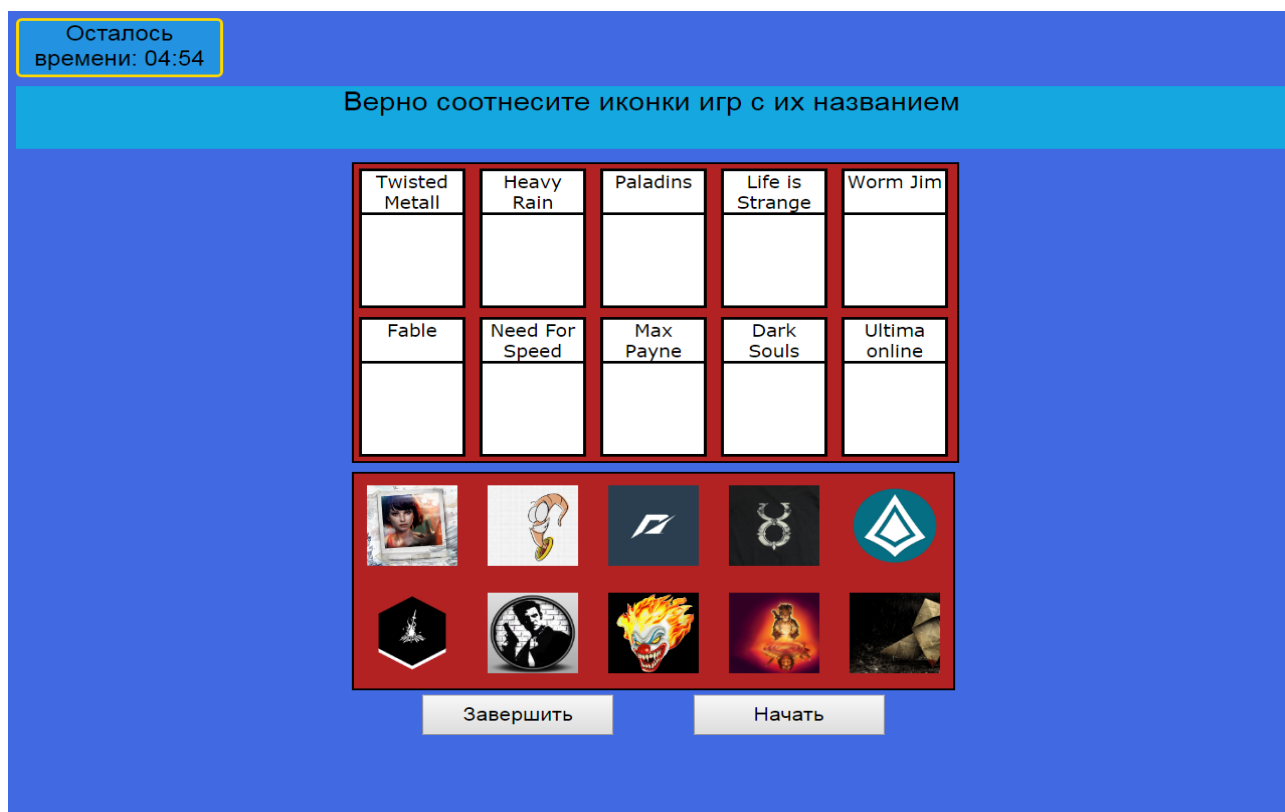 Осталось
времени: 04:54
Верно соотнесите иконки игр с их названием
Twisted
Metall
Heavy
Rain
Paladins
Life is
Strange
Worm Jim
Fable
Need For
Speed
Max
Payne
Dark
Souls
Ultima
online
Завершить
Начать